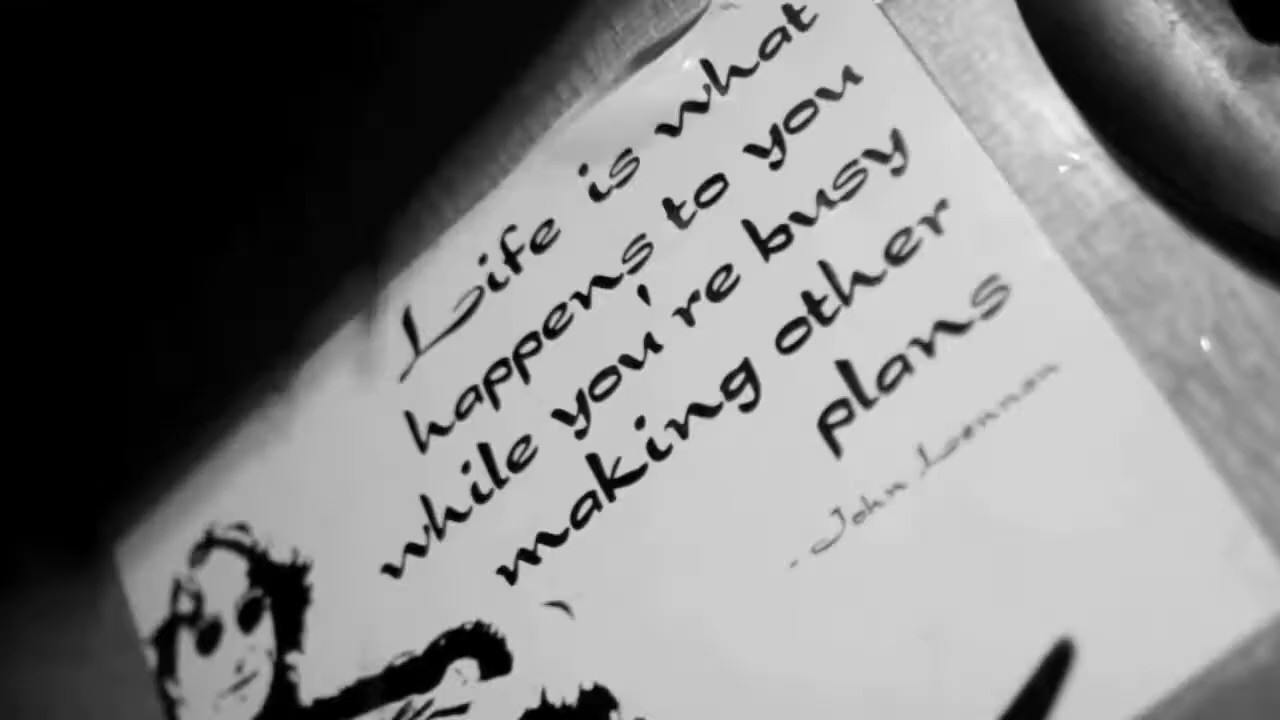 Life is what
happens to you
while you're busy
making other
plans
- John Lennon